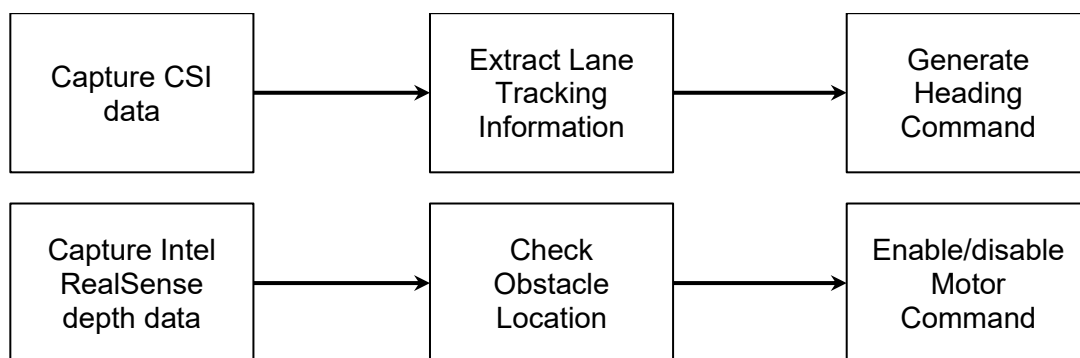 Capture CSI
data
Extract Lane
Tracking
Information
Generate
Heading
Command
Capture Intel
RealSense
depth data
Check
Obstacle
Location
Enable/disable
Motor
Command